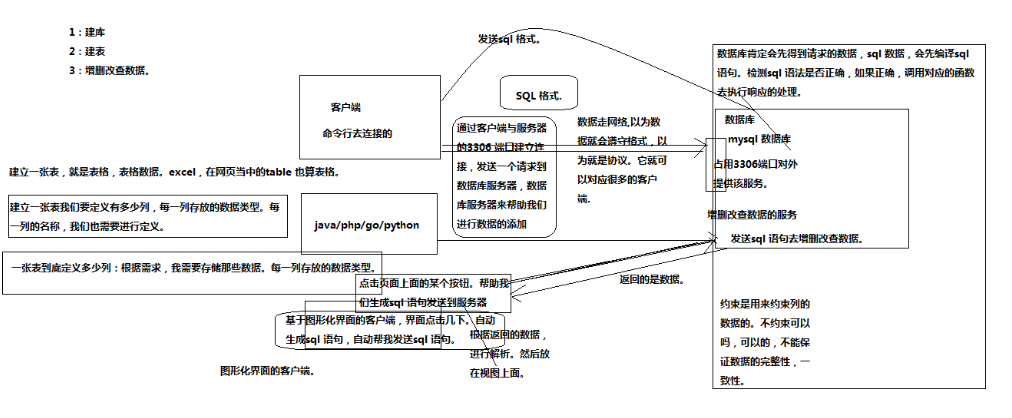 1：建库
2：建表
3：增删改查数据。
发送sql 格式。
数据库肯定会先得到请求的数据，sql 数据，会先编译sql
语句。检测sql 语法是否正确，如果正确，调用对应的函数
去执行响应的处理。
客户端
命令行去连接的
SQL 格式.
通过客户端与服务器
的3306 端口建立连
接，发送一个请求到
数据库服务器，数据
库服务器来帮助我们
进行数据的添加
数据走网络,以为数
据就会遵守格式，以
为就是协议。它就可
以对应很多的客户
端.
数据库
mysql 数据库
占用3306端口对外
提供该服务。
建立一张表，就是表格，表格数据。excel，在网页当中的table 也算表格。
建立一张表我们要定义有多少列，每一列存放的数据类型。每
一列的名称，我们也需要进行定义。
java/php/go/python
增删改查数据的服务
发送sql 语句去增删改查数据。
一张表到底定义多少列：根据需求，我需要存储那些数据。每一列存放的数据类型。
点击页面上面的某个按钮。帮助我
们生成sql 语句发送到服务器
返回的是数据。
基于图形化界面的客户端，界面点击几下。自动
生成sql 语句，自动帮我发送sql 语句。
根据返回的数据，
进行解析。然后放
在视图上面。
图形化界面的客户端。
约束是用来约束列的
数据的。不约束可以
吗，可以的，不能保
证数据的完整性，一
致性。